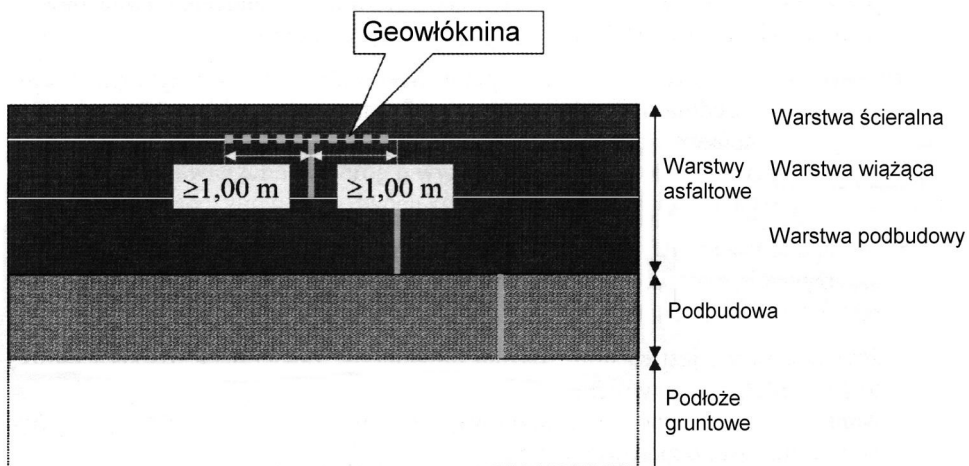 Geowłóknina
≥1,00 m
≥1,00 m
Warstwy
asfaltowe
Warstwa ścieralna
Warstwa wiążąca
Warstwa podbudowy
Podbudowa
Podłoże
gruntowe